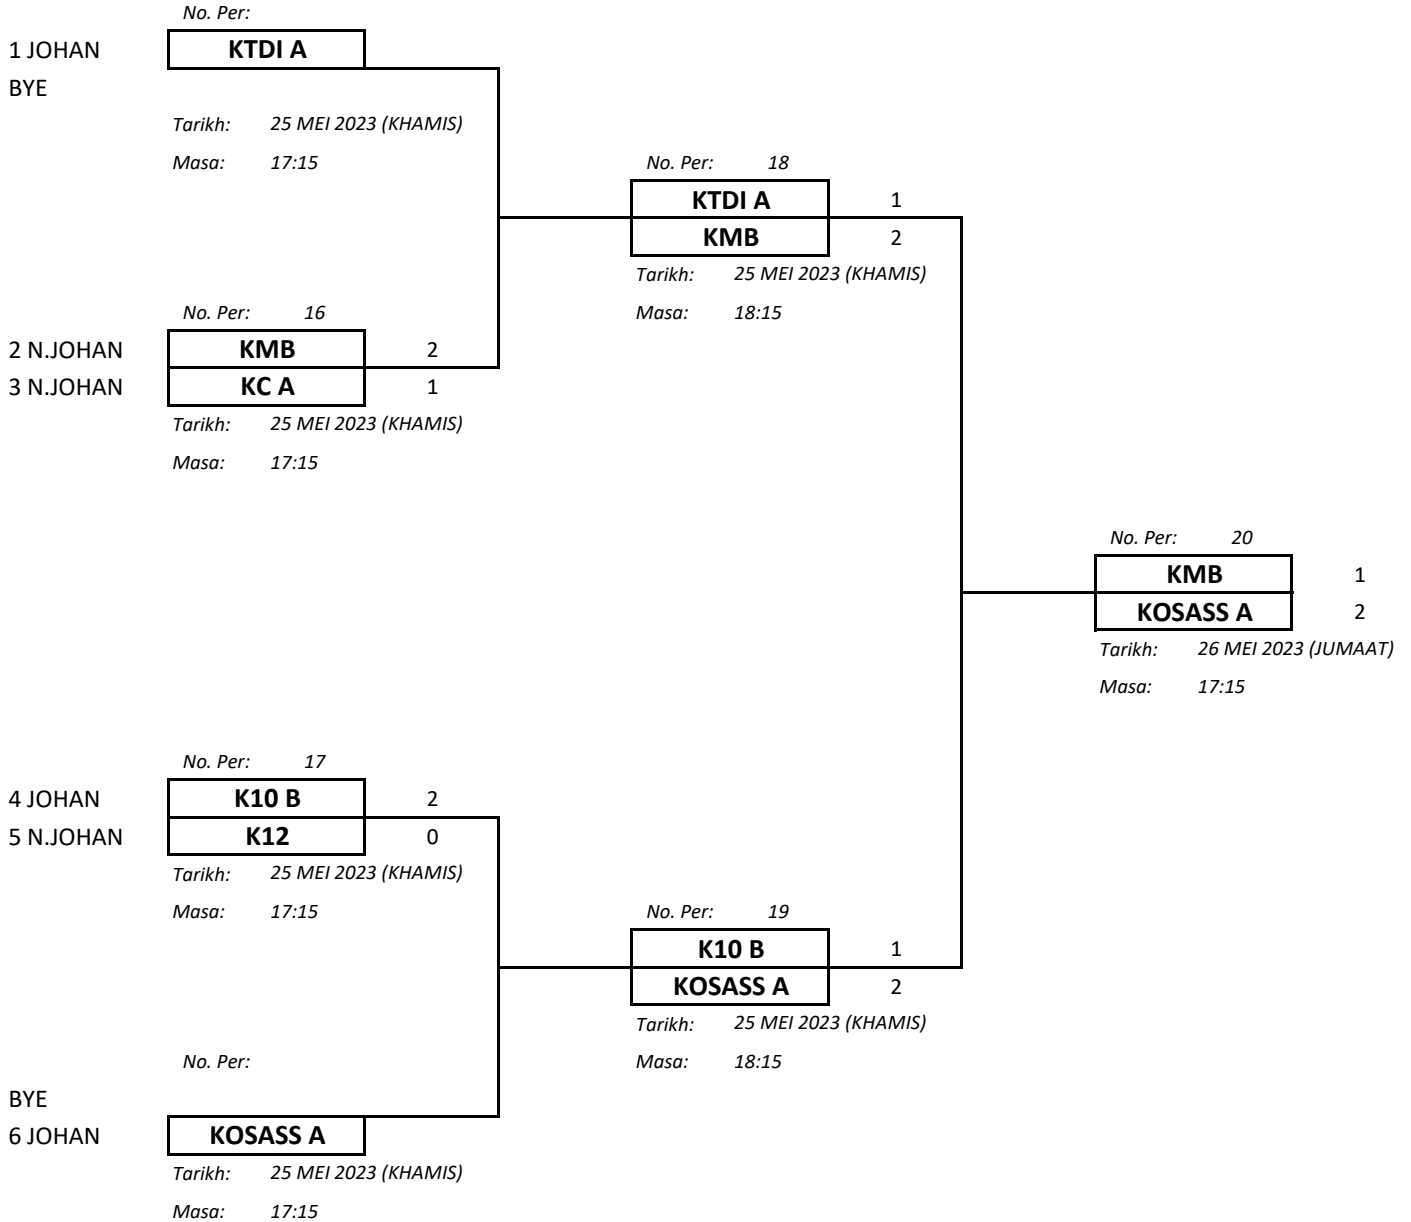 No. Per:
1 JOHAN KTDI A
BYE
Tarikh: 25 MEI 2023 (KHAMIS)
Masa: 17:15
No. Per: 18
KTDI A 1
KMB 2
Tarikh: 25 MEI 2023 (KHAMIS)
Masa: 18:15
No. Per: 16
2 N.JOHAN KMB 2
3 N.JOHAN KC A 1
Tarikh: 25 MEI 2023 (KHAMIS)
Masa: 17:15
No. Per: 20
KMB 1
KOSASS A 2
Tarikh: 26 MEI 2023 (JUMAAT)
Masa: 17:15
No. Per: 17
4 JOHAN K10 B 2
5 N.JOHAN K12 0
Tarikh: 25 MEI 2023 (KHAMIS)
Masa: 17:15
No. Per: 19
K10 B 1
KOSASS A 2
Tarikh: 25 MEI 2023 (KHAMIS)
Masa: 18:15
No. Per:
BYE
6 JOHAN KOSASS A
Tarikh: 25 MEI 2023 (KHAMIS)
Masa: 17:15